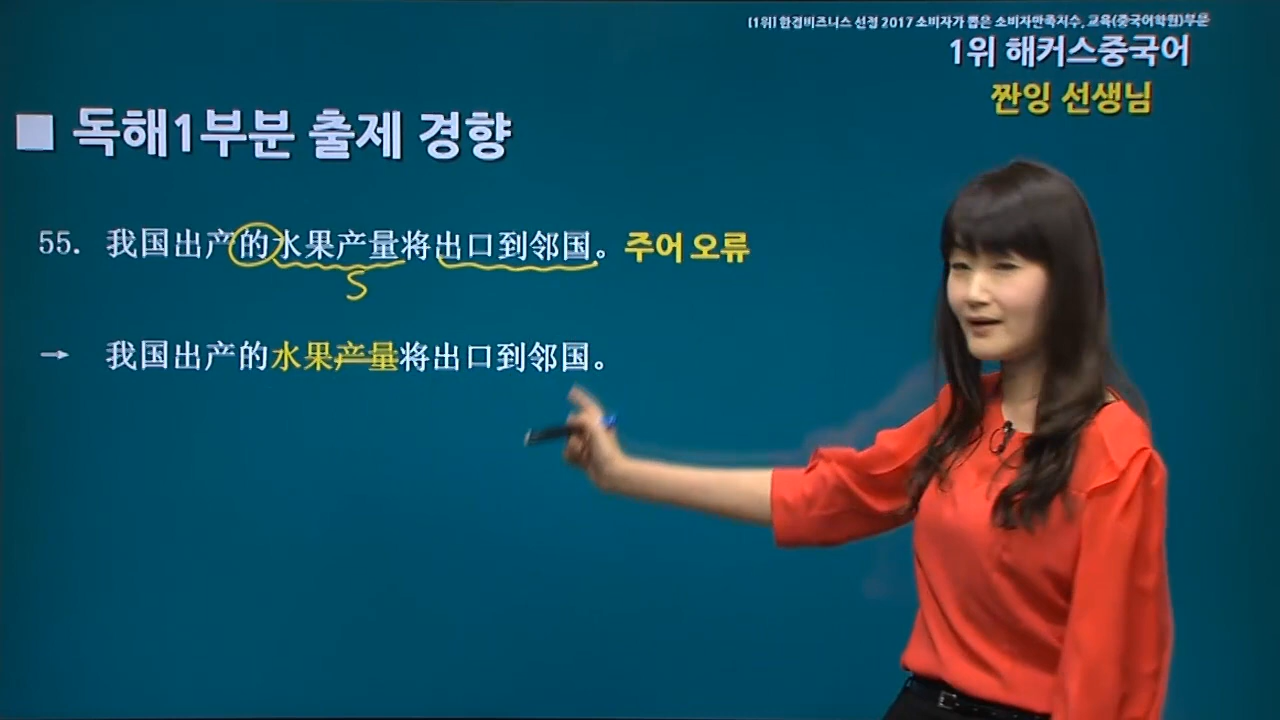 [1위] 한경비즈니스 선정 2017 소비자가 뽑은 소비자만족지수, 교육(중국어학원)부문
1위 해커스중국어
짠잉 선생님
■ 독해1부분 출제 경향
55. 我国出产的水果产量将出口到邻国。 주어 오류
S
→ 我国出产的水果产量将出口到邻国。